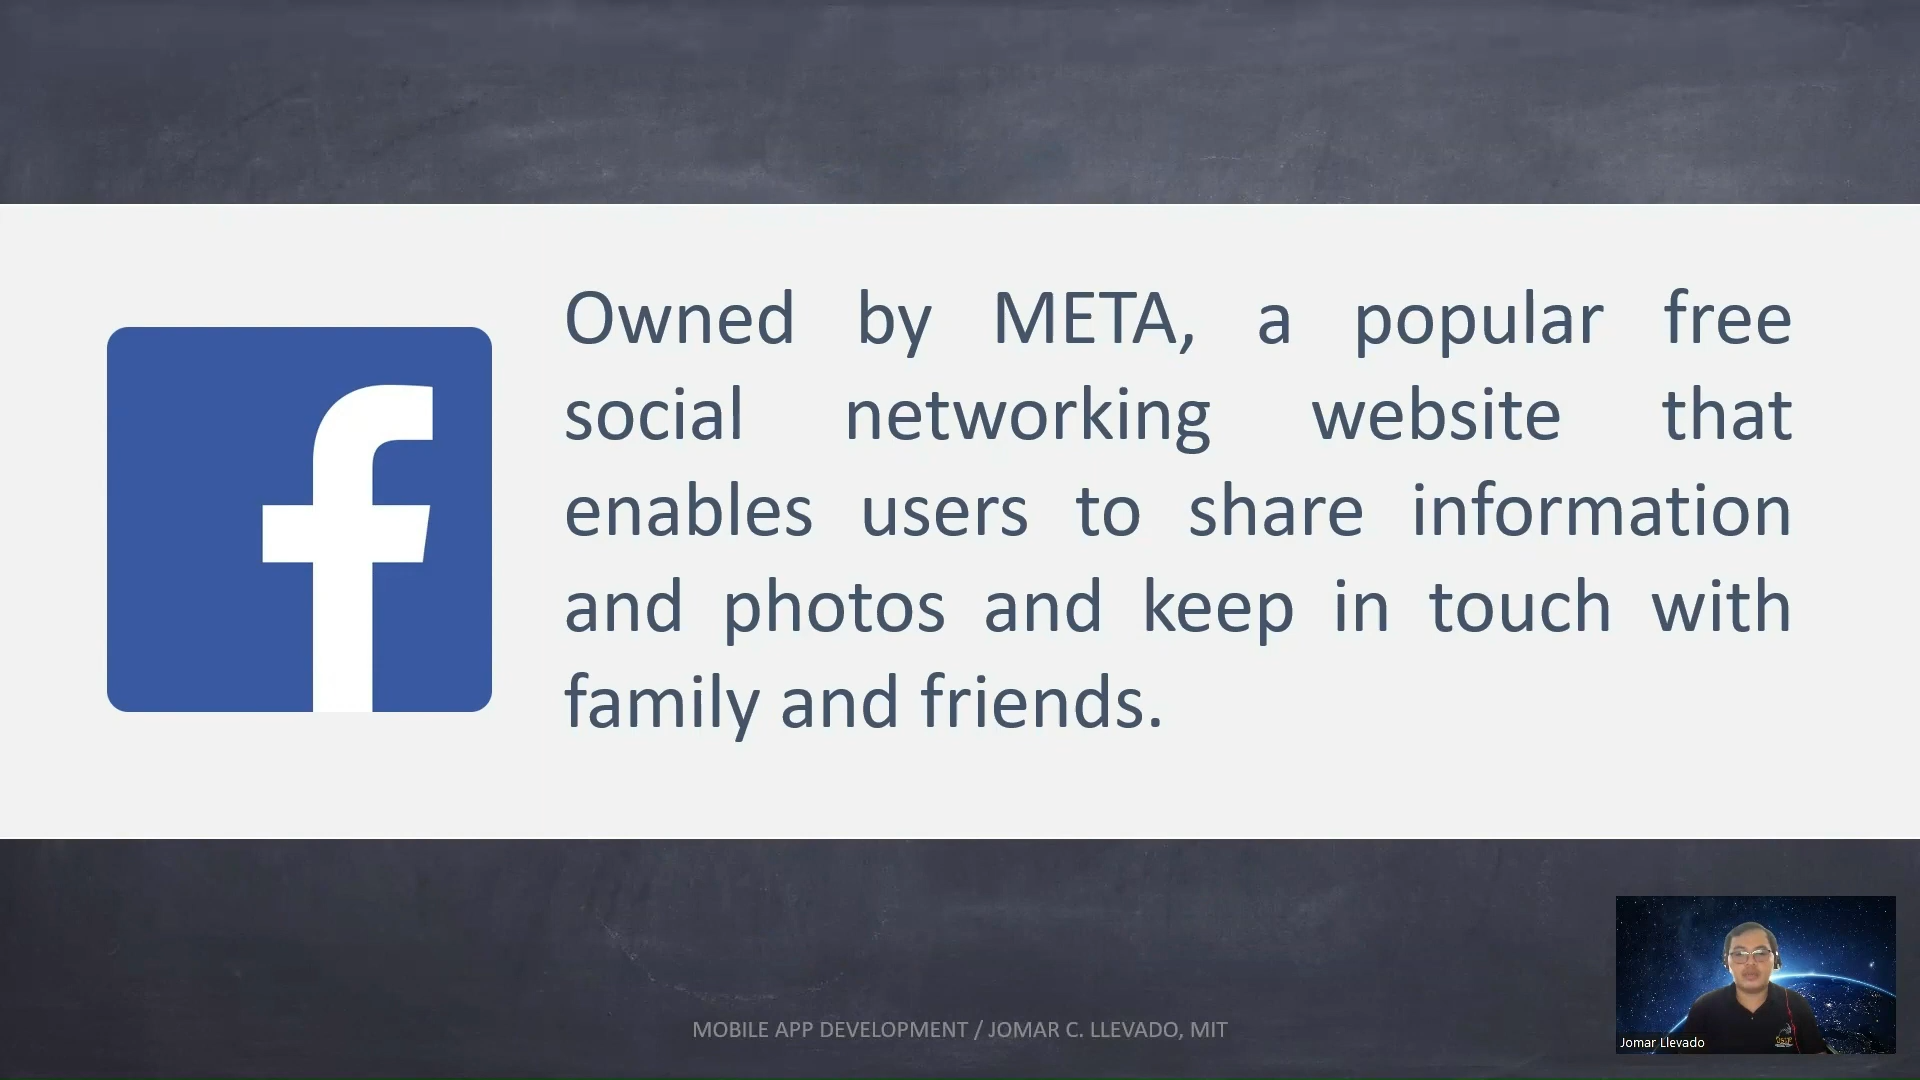 Owned by META, a popular free
social networking website that
enables users to share information
and photos and keep in touch with
family and friends.
MOBILE APP DEVELOPMENT / JOMAR C. LLEVADO, MIT
Jomar Llevado